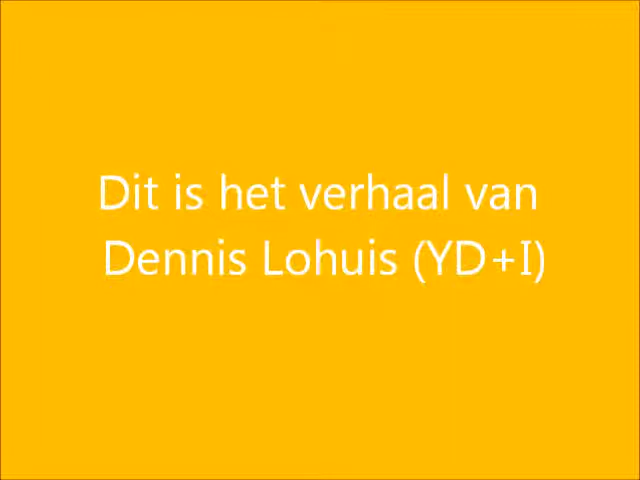 Dit is het verhaal van
Dennis Lohuis (YD+I)